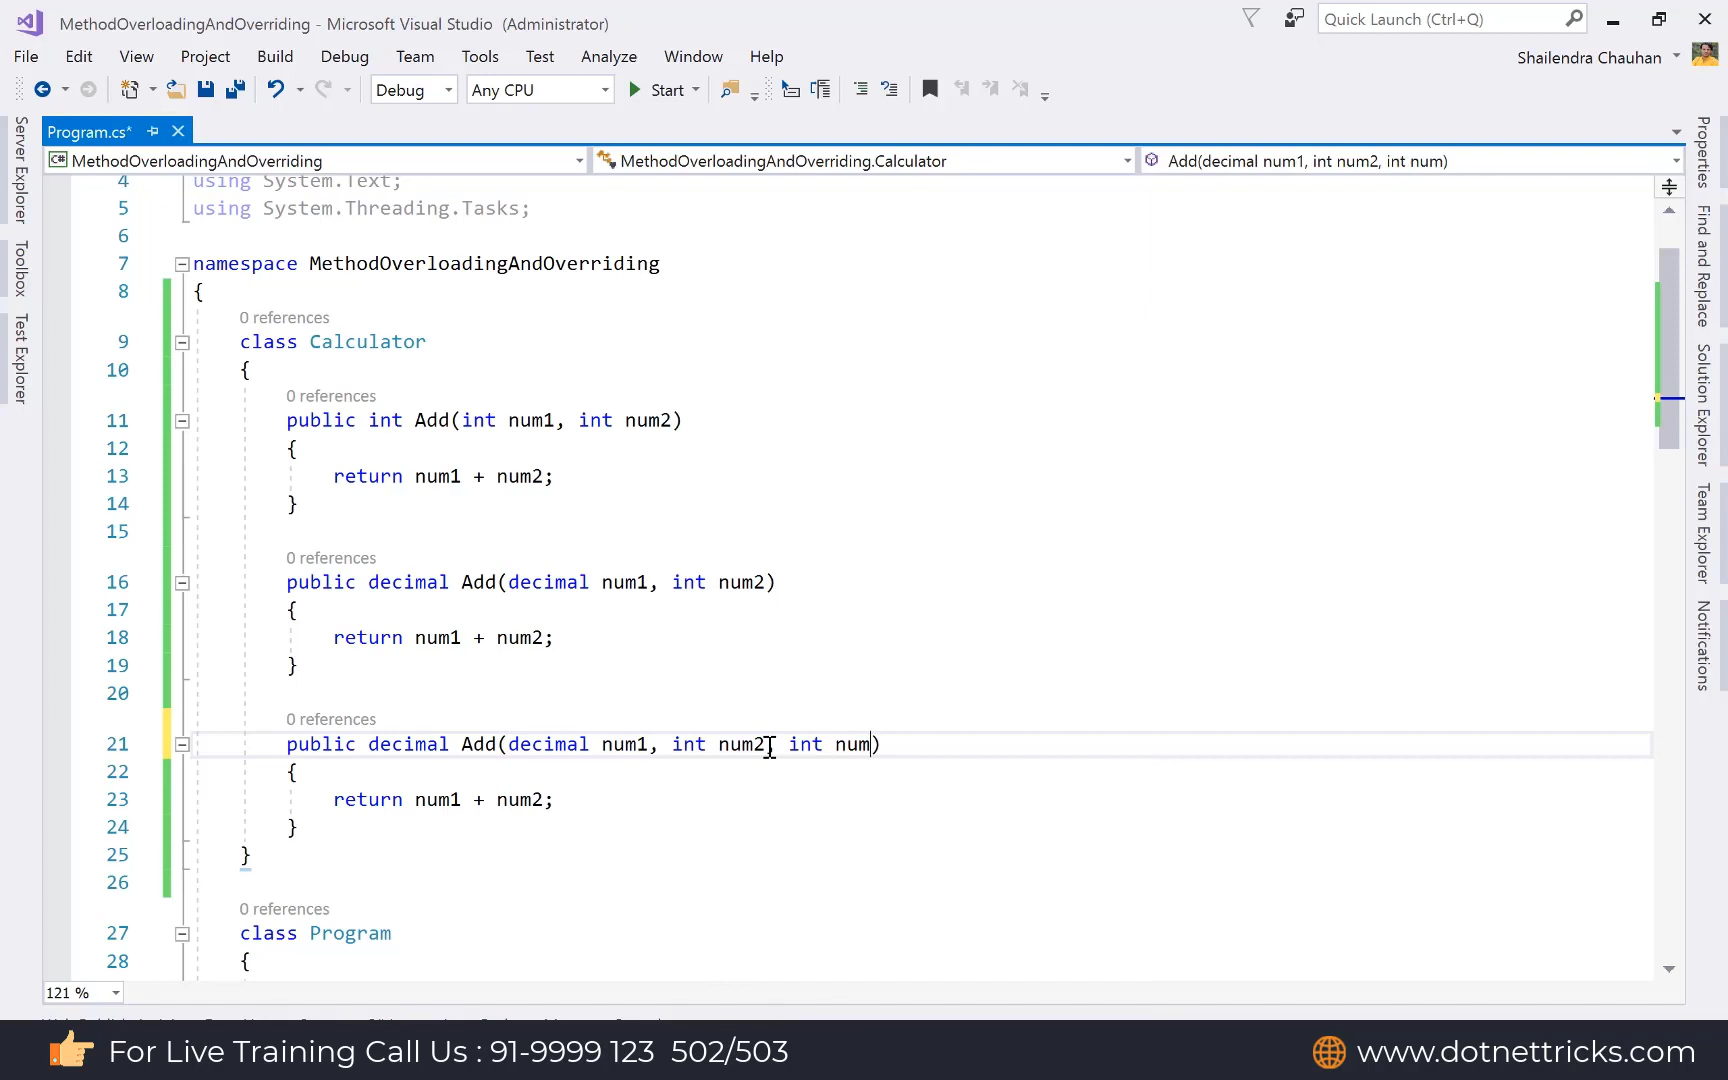 MethodOverloadingAndOverriding - Microsoft Visual Studio (Administrator)
Quick Launch (Ctrl+Q)
File Edit View Project Build Debug Team Tools Test Analyze Window Help
Shailendra Chauhan
Debug Any CPU Start
Program.cs*
C# MethodOverloadingAndOverriding MethodOverloadingAndOverriding.Calculator Add(decimal num1, int num2, int num)
Server Explorer
Toolbox
Test Explorer
4 using System.Text;
5 using System.Threading.Tasks;
6
7 namespace MethodOverloadingAndOverriding
8 {
0 references
9 class Calculator
10 {
0 references
11 public int Add(int num1, int num2)
12 {
13 return num1 + num2;
14 }
15
0 references
16 public decimal Add(decimal num1, int num2)
17 {
18 return num1 + num2;
19 }
20
0 references
21 public decimal Add(decimal num1, int num2, int num)
22 {
23 return num1 + num2;
24 }
25 }
26
0 references
27 class Program
28 {
Properties
Find and Replace
Solution Explorer
Team Explorer
Notifications
121 %
For Live Training Call Us : 91-9999 123 502/503
www.dotnettricks.com